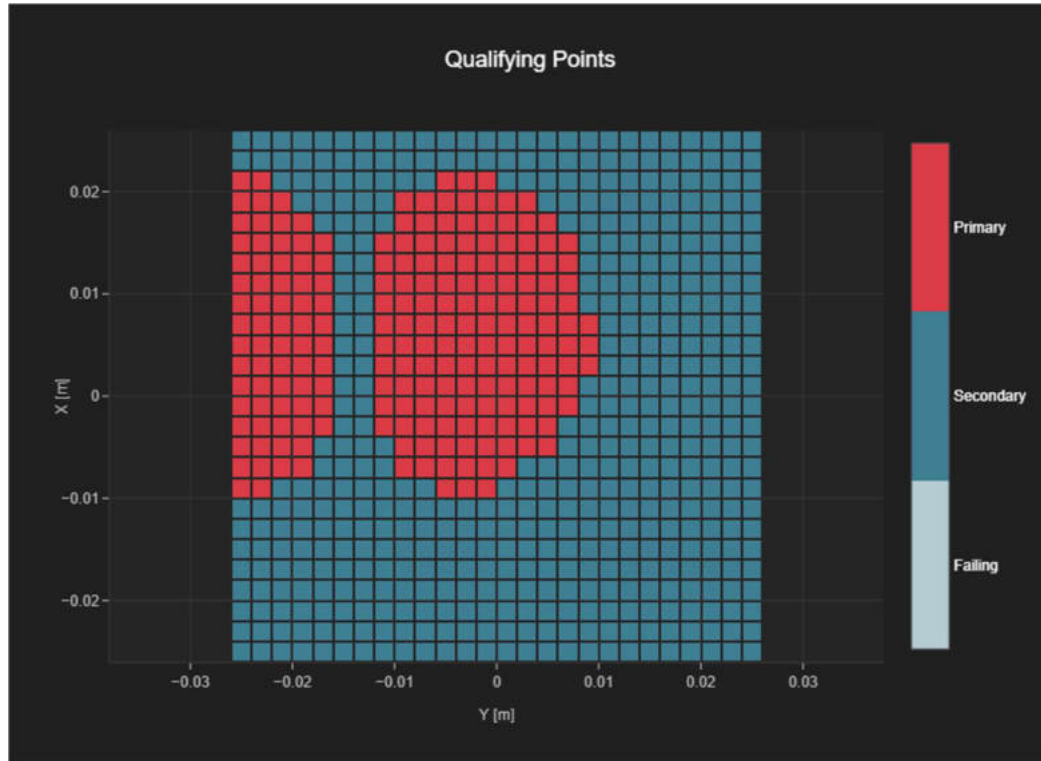 Qualifying Points
0.02
0.01
0
−0.01
−0.02
X [m]
−0.03
−0.02
−0.01
0
0.01
0.02
0.03
Y [m]
Primary
Secondary
Failing